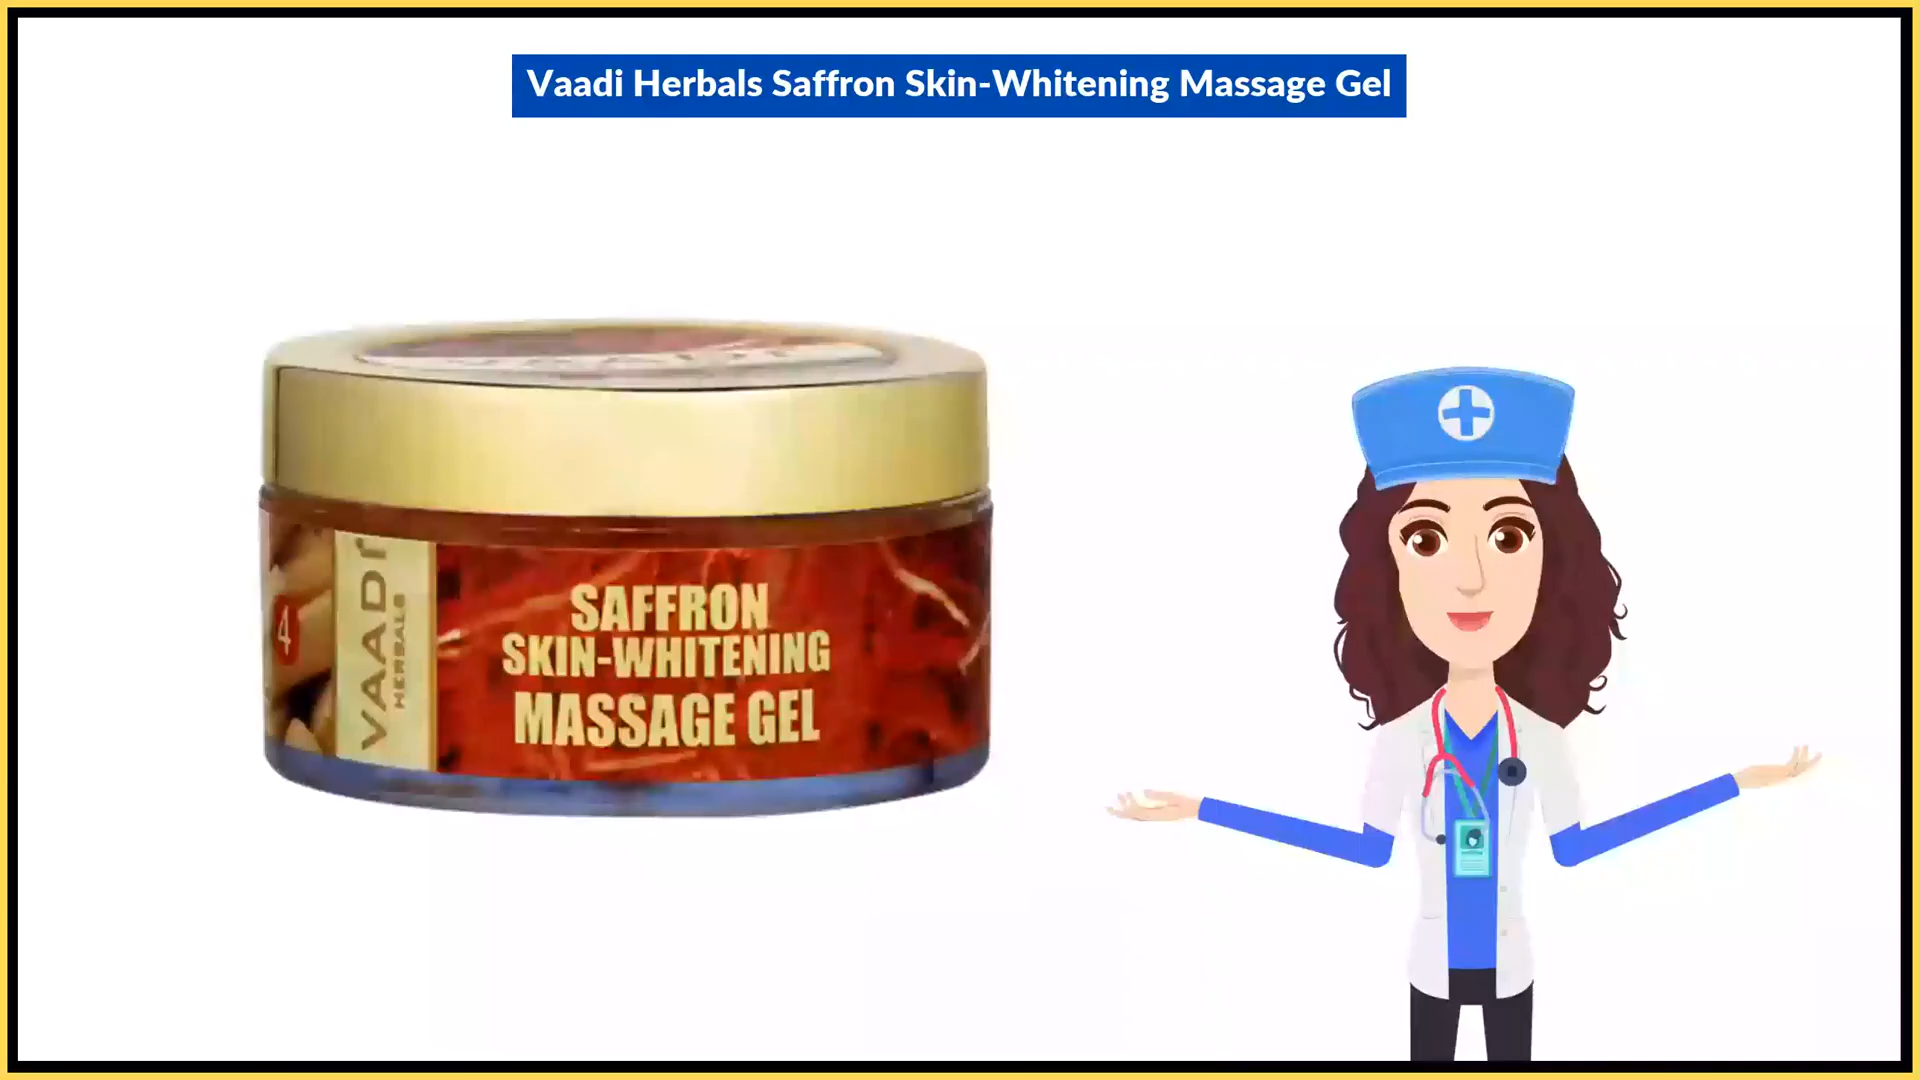 Vaadi Herbals Saffron Skin-Whitening Massage Gel
4
VAADI
HERBALS
SAFFRON
SKIN-WHITENING
MASSAGE GEL